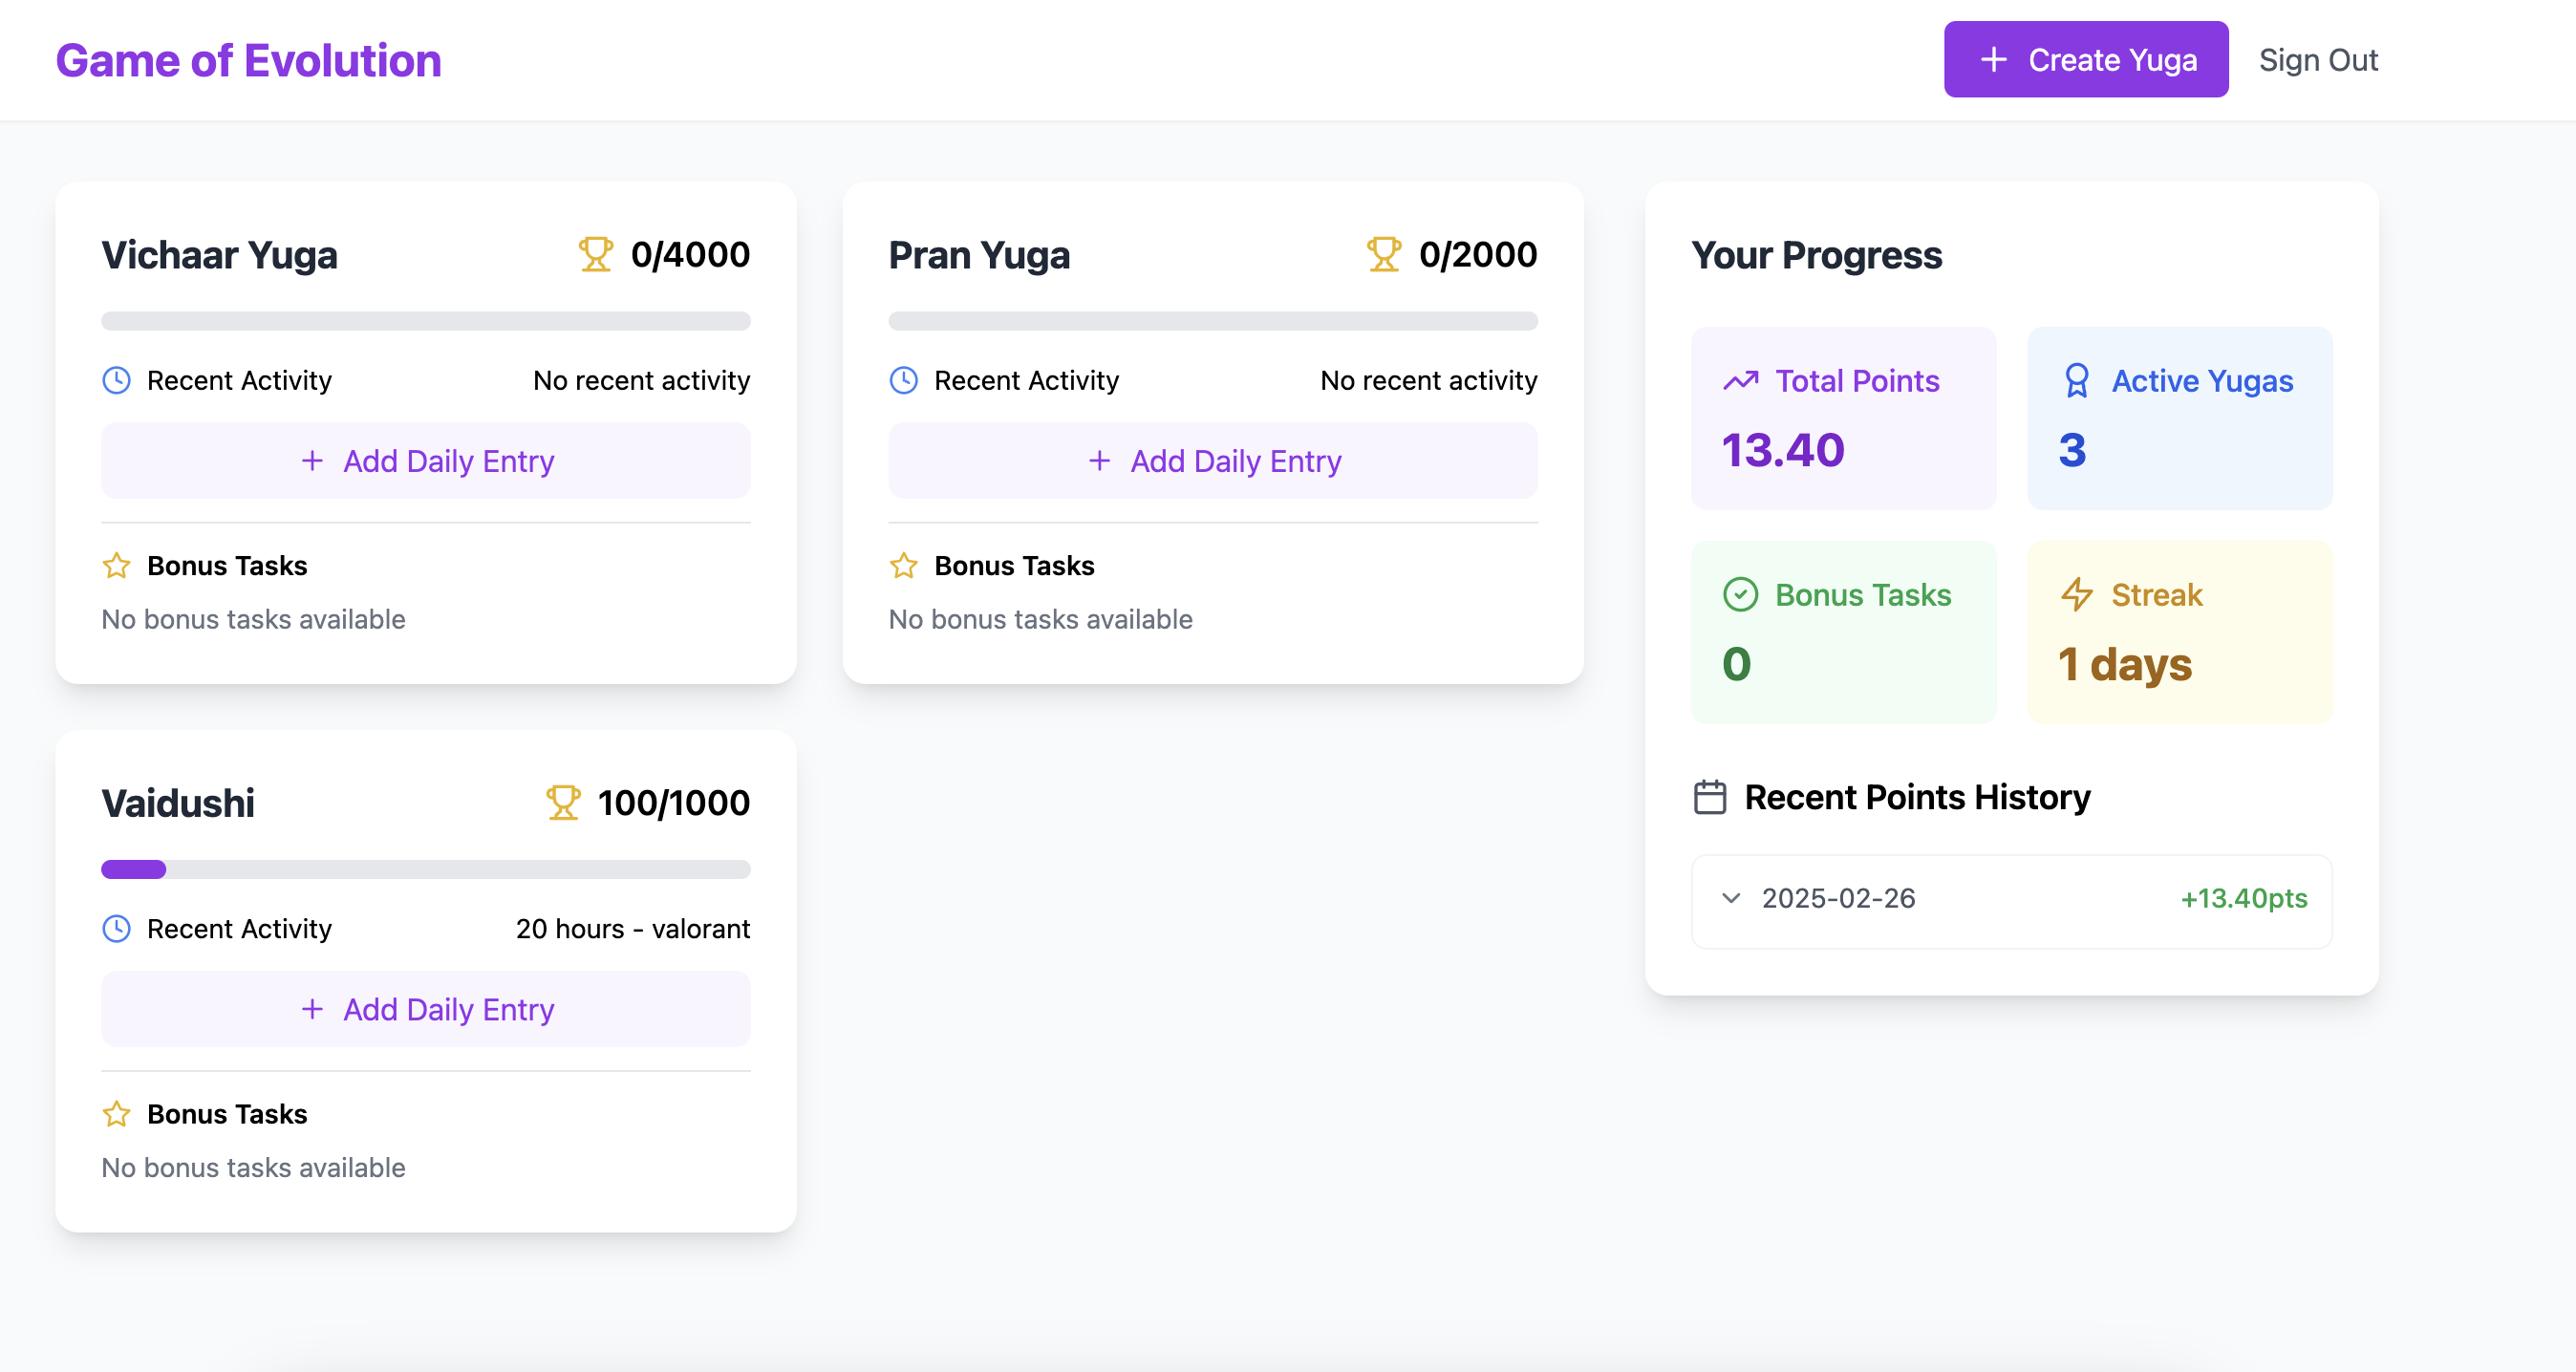 Game of Evolution
Create Yuga
Sign Out
Vichaar Yuga
0/4000
Recent Activity
No recent activity
Add Daily Entry
Bonus Tasks
No bonus tasks available
Pran Yuga
0/2000
Recent Activity
No recent activity
Add Daily Entry
Bonus Tasks
No bonus tasks available
Vaidushi
100/1000
Recent Activity
20 hours - valorant
Add Daily Entry
Bonus Tasks
No bonus tasks available
Your Progress
Total Points
13.40
Active Yugas
3
Bonus Tasks
0
Streak
1 days
Recent Points History
2025-02-26
+13.40pts